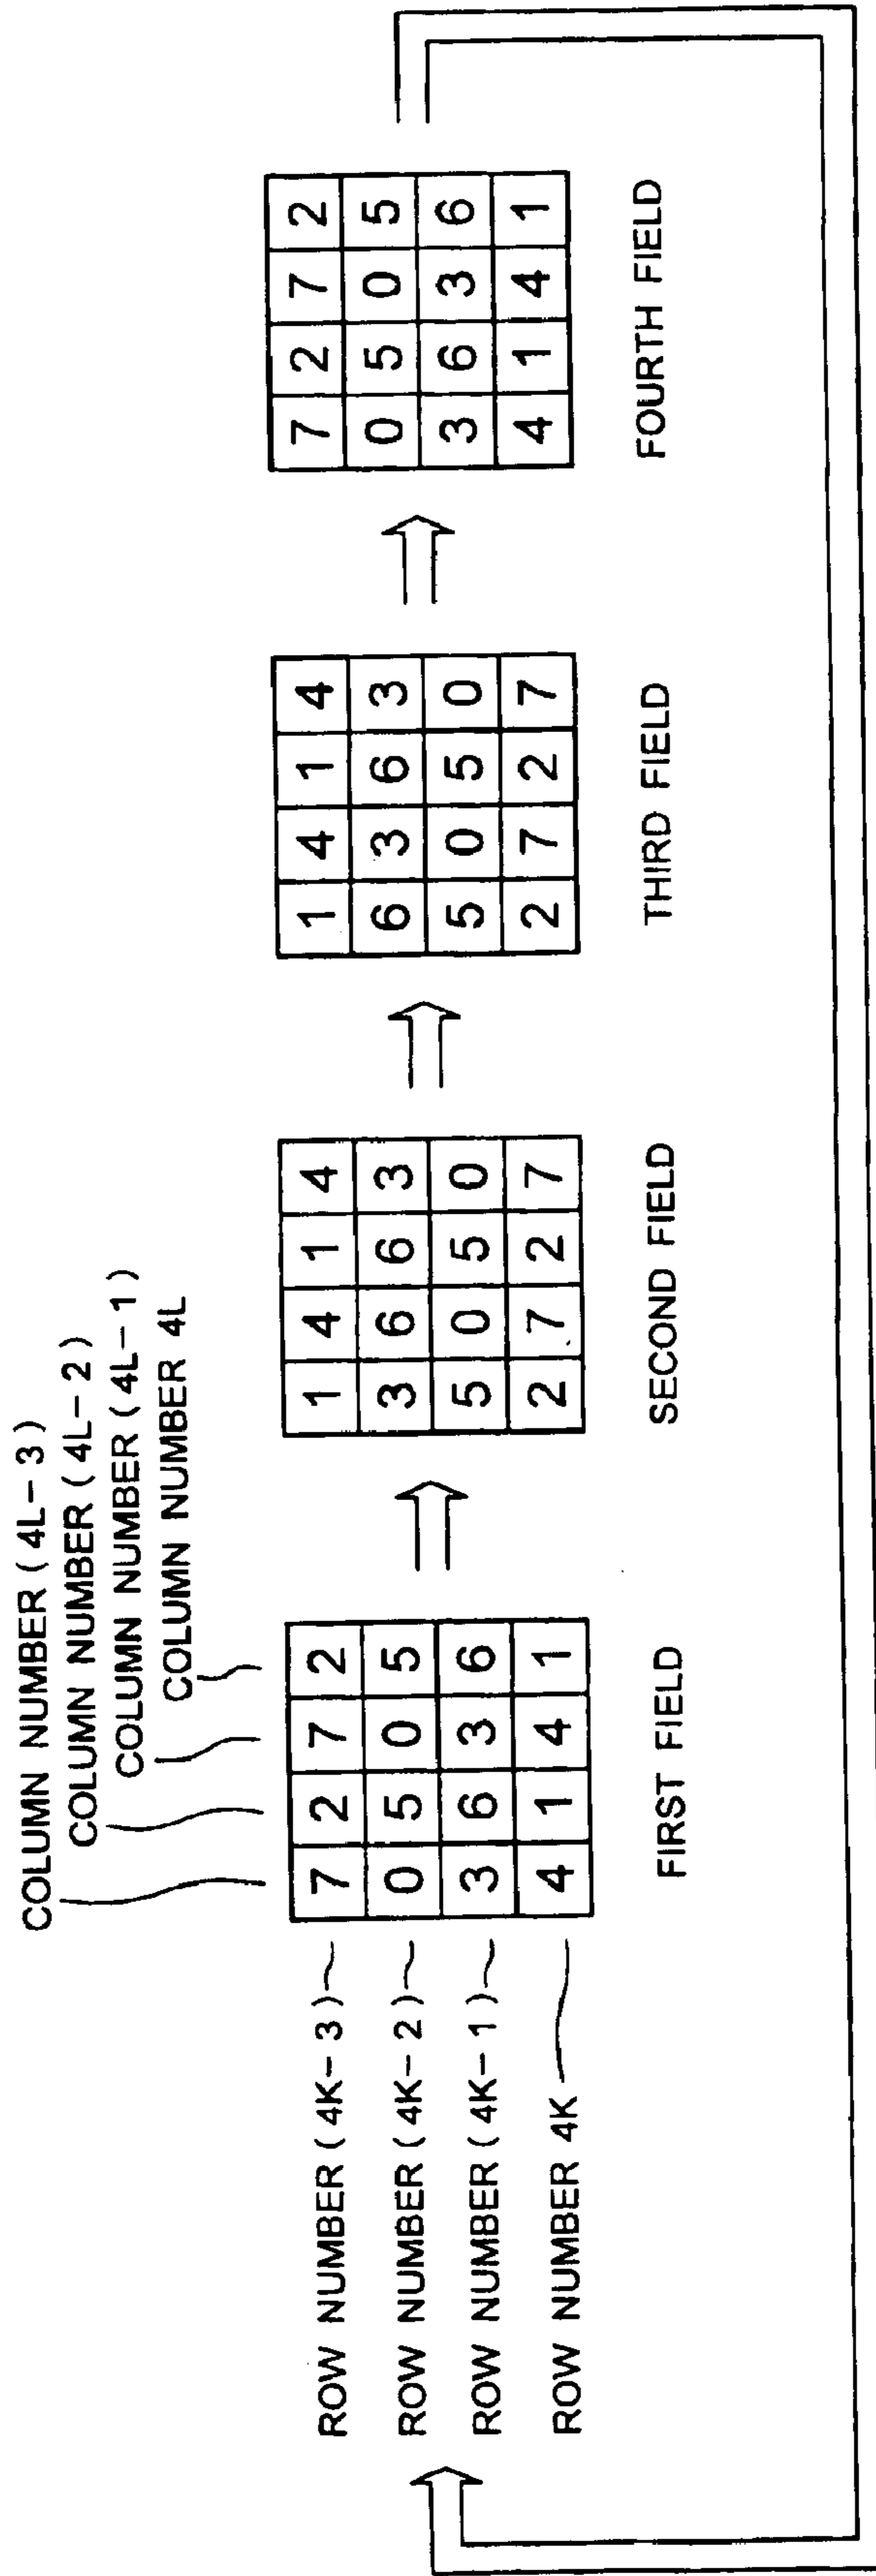 COLUMN NUMBER (4L-3)
COLUMN NUMBER (4L-2)
COLUMN NUMBER (4L-1)
COLUMN NUMBER 4L
ROW NUMBER (4K-3)
ROW NUMBER (4K-2)
ROW NUMBER (4K-1)
ROW NUMBER 4K
7 2 7 2
0 5 0 5
3 6 3 6
4 1 4 1
FIRST FIELD
1 4 1 4
3 6 6 3
5 0 5 0
2 7 2 7
SECOND FIELD
1 4 1 4
6 3 6 3
5 0 5 0
2 7 2 7
THIRD FIELD
7 2 7 2
0 5 0 5
3 6 3 6
4 1 4 1
FOURTH FIELD